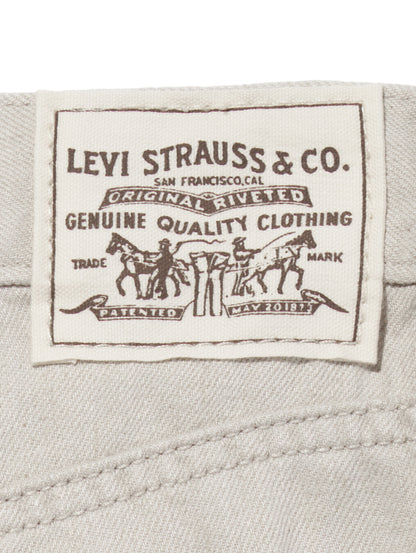 LEVI STRAUSS & CO.
SAN FRANCISCO, CAL
ORIGINAL RIVETED
GENUINE QUALITY CLOTHING
TRADE MARK
PATENTED MAY 20 1873